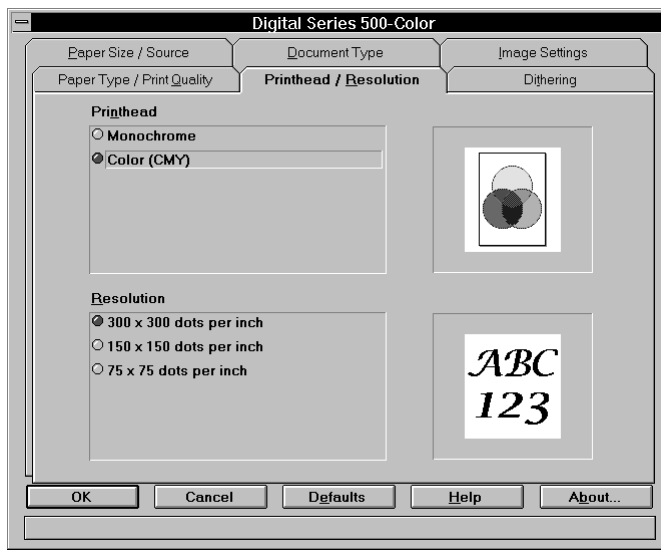 Digital Series 500-Color
Paper Size / Source
Document Type
Image Settings
Paper Type / Print Quality
Printhead / Resolution
Dithering
Printhead
Monochrome
Color (CMY)
Resolution
300 x 300 dots per inch
150 x 150 dots per inch
75 x 75 dots per inch
ABC
123
OK
Cancel
Defaults
Help
About...